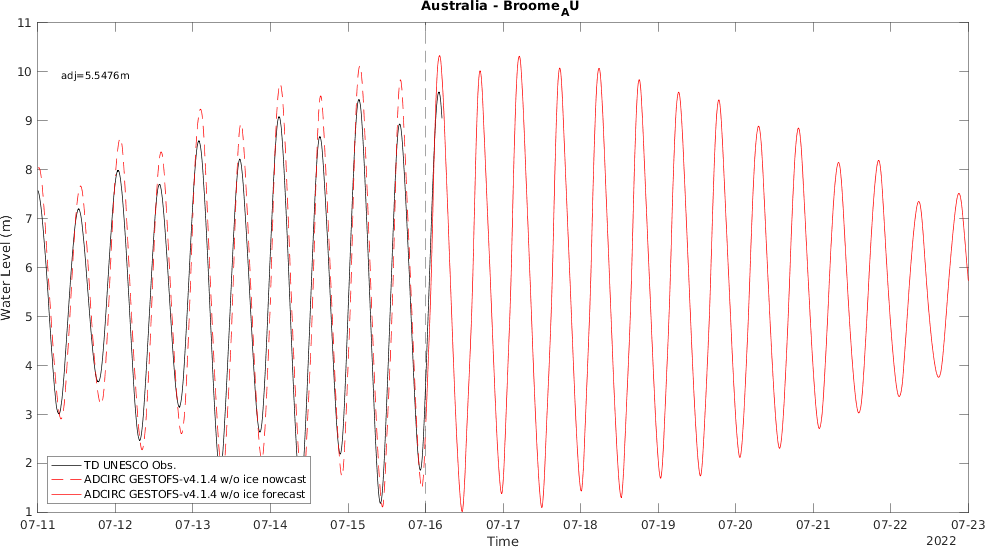 Australia - Broome_AU
11
10
9
8
7
6
5
4
3
2
1
Water Level (m)
adj=5.5476m
TD UNESCO Obs.
ADCIRC GESTOFS-v4.1.4 w/o ice nowcast
ADCIRC GESTOFS-v4.1.4 w/o ice forecast
07-11 07-12 07-13 07-14 07-15 07-16 07-17 07-18 07-19 07-20 07-21 07-22 07-23
Time
2022